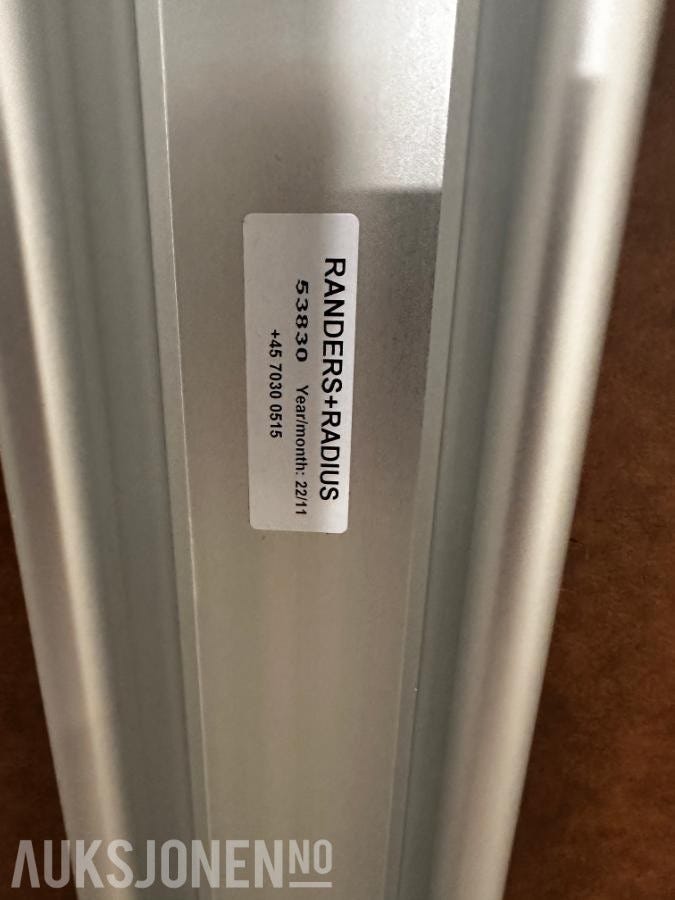 RANDERS+RADIUS
53830 Year/month: 22/11
+45 7030 0515
AUKSJONEN.NO